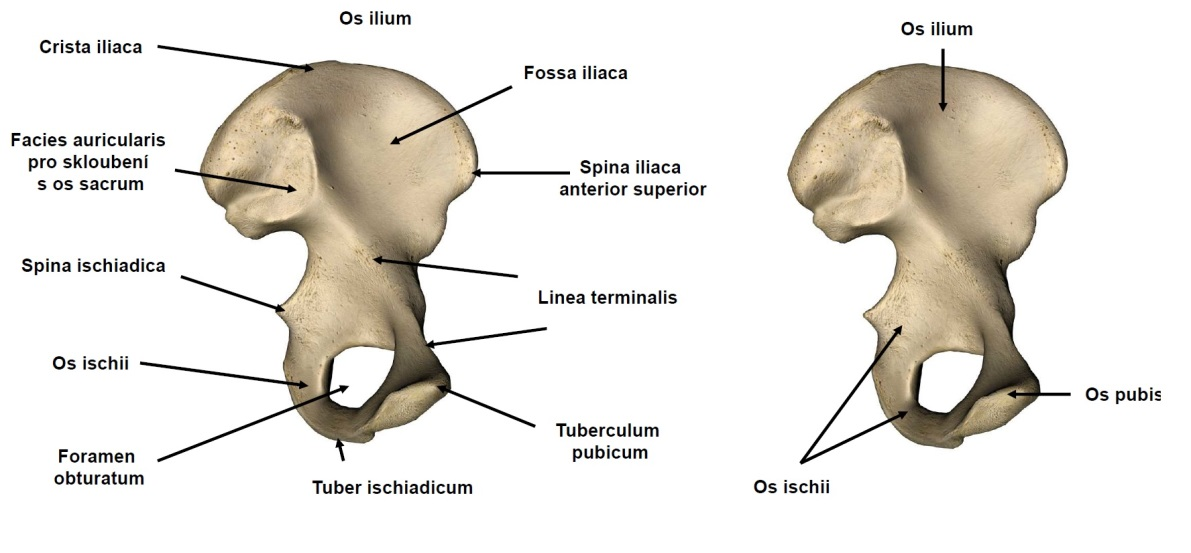 Os ilium
Crista iliaca
Fossa iliaca
Facies auricularis
pro skloubení
s os sacrum
Spina iliaca
anterior superior
Spina ischiadica
Linea terminalis
Os ischii
Tuberculum
pubicum
Foramen
obturatum
Tuber ischiadicum
Os ilium
Os pubis
Os ischii